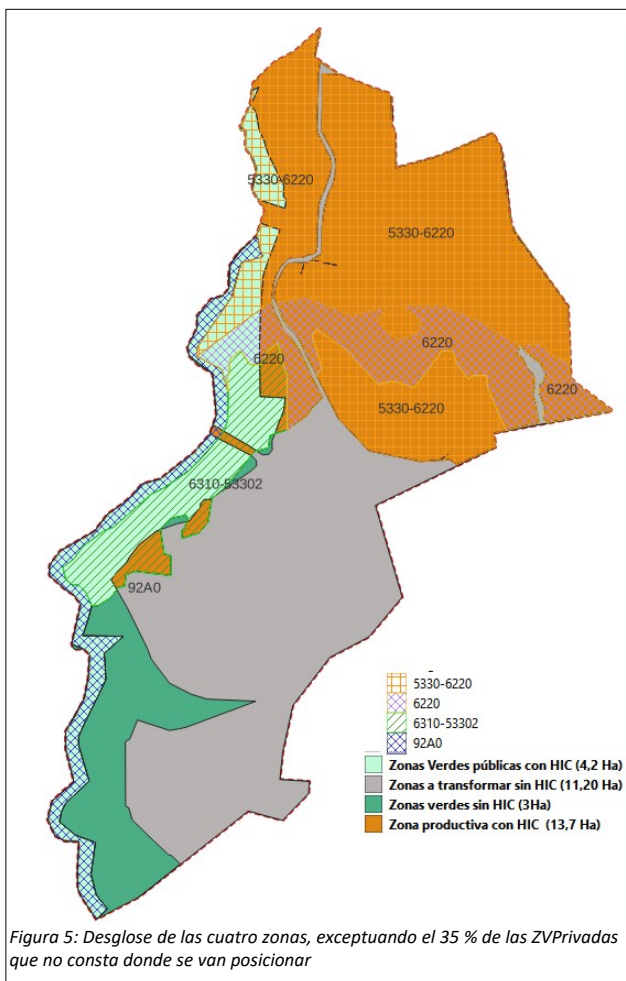 5330-6220
5330-6220
6220
6220
6220
5330-6220
6310-53302
92A0
5330-6220
6220
6310-53302
92A0
Zonas Verdes públicas con HIC (4,2 Ha)
Zonas a transformar sin HIC (11,20 Ha)
Zonas verdes sin HIC (3Ha)
Zona productiva con HIC (13,7 Ha)
Figura 5: Desglose de las cuatro zonas, exceptuando el 35 % de las ZVPrivadas
que no consta donde se van posicionar